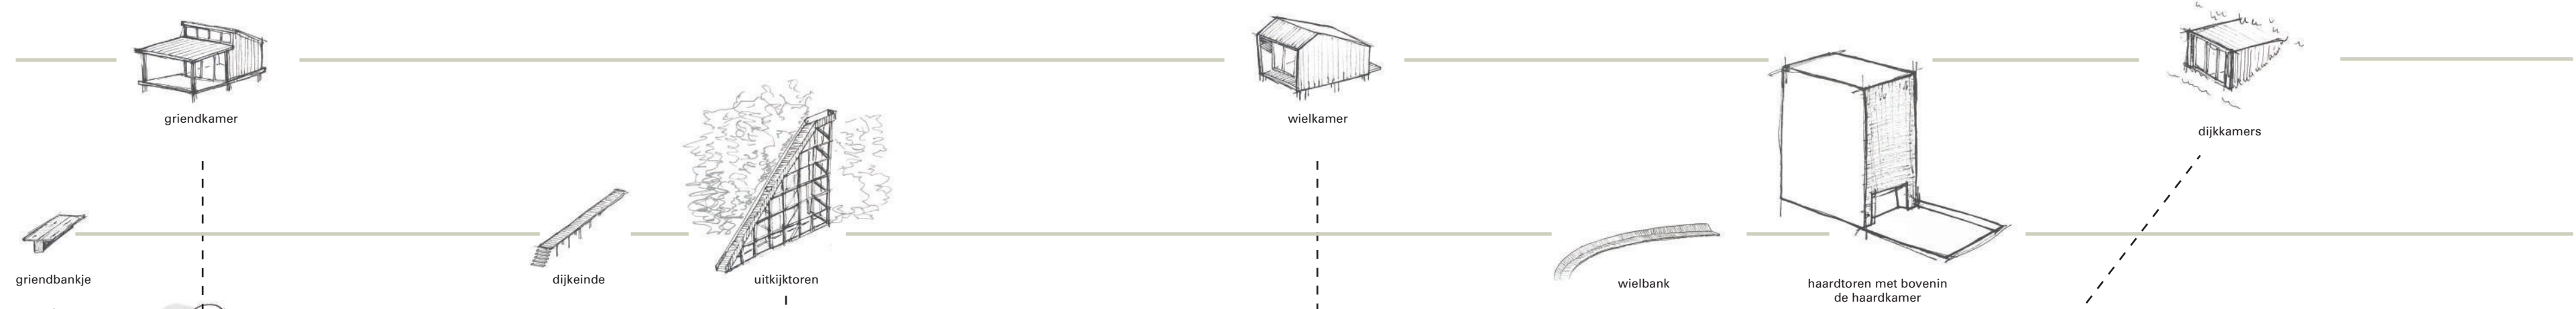 griendkamer
wielkamer
dijkkamers
griendbankje
dijkeinde
uitkijktoren
wielbank
haardtoren met bovenin
de haardkamer